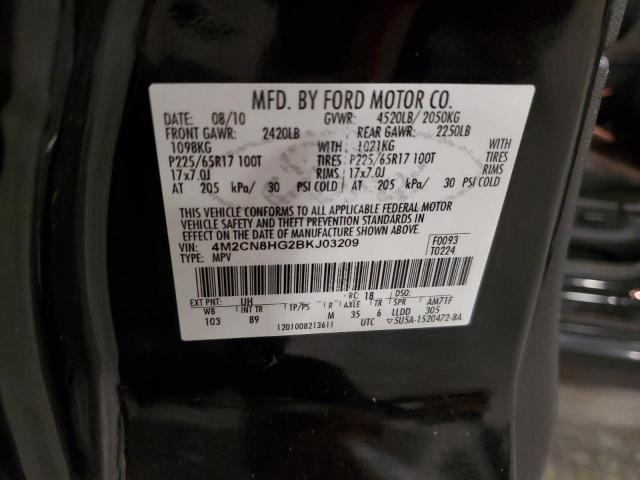 MFD. BY FORD MOTOR CO.
DATE: 08/10 GVWR: 4520LB/ 2050KG
FRONT GAWR: 2420LB REAR GAWR: 2250LB
1098KG WITH 1021KG WITH
P225/65R17 100T TIRES P225/65R17 100T TIRES
17x7.0J RIMS 17x7.0J RIMS
AT 205 kPa/ 30 PSI COLD AT 205 kPa/ 30 PSI COLD
THIS VEHICLE CONFORMS TO ALL APPLICABLE FEDERAL MOTOR
VEHICLE SAFETY AND THEFT PREVENTION STANDARDS IN
EFFECT ON THE DATE OF MANUFACTURE SHOWN ABOVE.
VIN: 4M2CN8HG2BKJ03209 F0093
TYPE: MPV T0224
EXT PNT: UH RC: 18 DSO:
WB INT TR TP/PS R AXLE TR SPR AM71F
103 89 M 35 6 LLDD 305
1201008213611 UTC 5U5A-1520472-BA